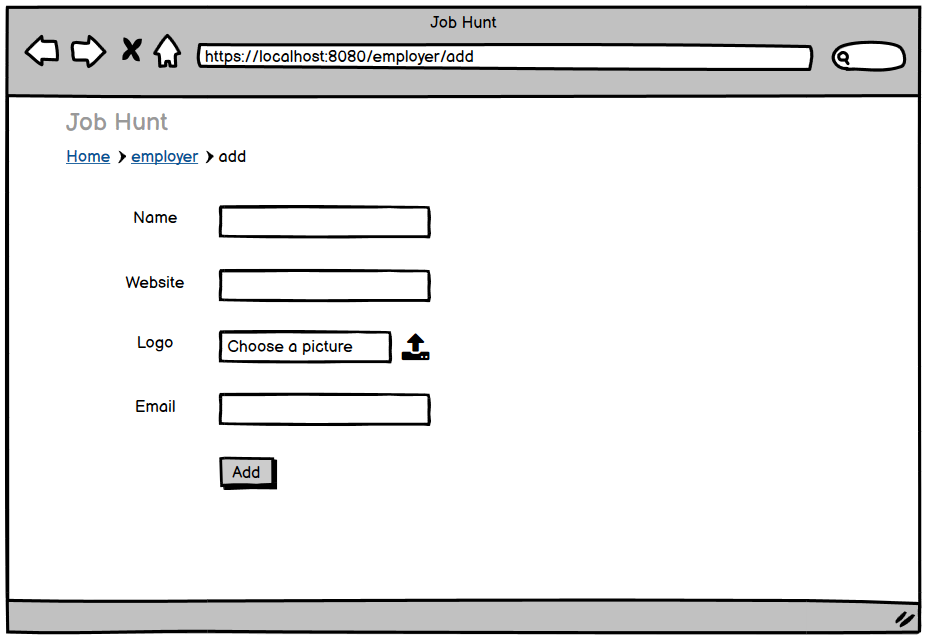 Job Hunt
https://localhost:8080/employer/add
Job Hunt
Home > employer > add
Name
Website
Logo
Choose a picture
Email
Add